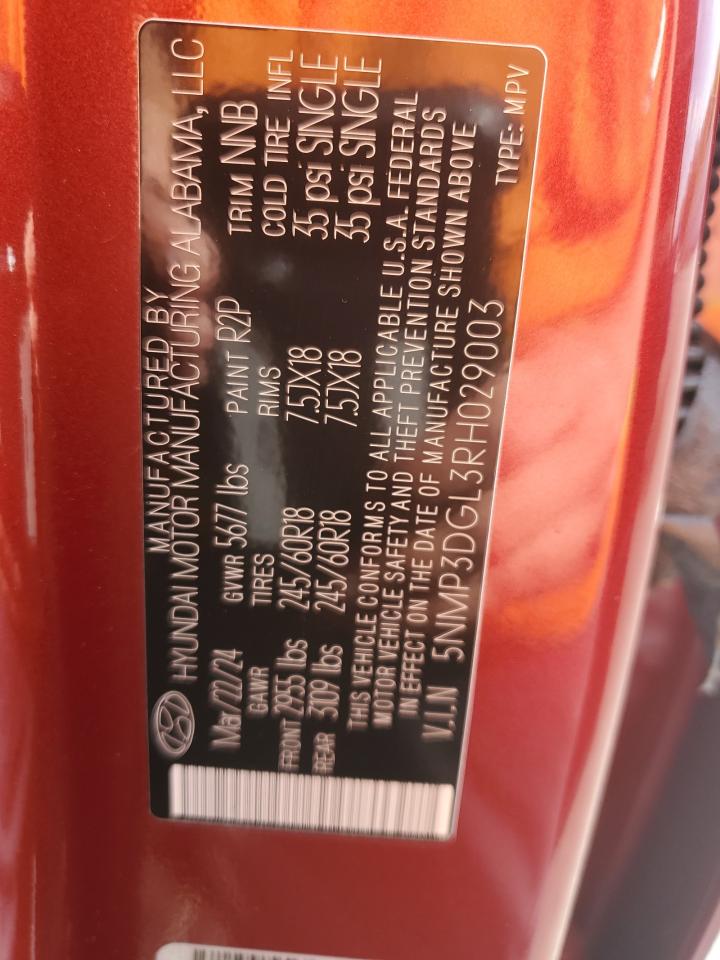 MANUFACTURED BY
HYUNDAI MOTOR MANUFACTURING ALABAMA, LLC
Mar/22/24 GVWR 5677 lbs PAINT R2P TRIM NNB
GAWR TIRES RIMS COLD TIRE INFL
FRONT 2955 lbs 245/60R18 7.5JX18 35 psi SINGLE
REAR 3109 lbs 245/60R18 7.5JX18 35 psi SINGLE
THIS VEHICLE CONFORMS TO ALL APPLICABLE U.S.A. FEDERAL
MOTOR VEHICLE SAFETY AND THEFT PREVENTION STANDARDS
IN EFFECT ON THE DATE OF MANUFACTURE SHOWN ABOVE
V.I.N 5NMP3DGL3RH029003
TYPE: MPV